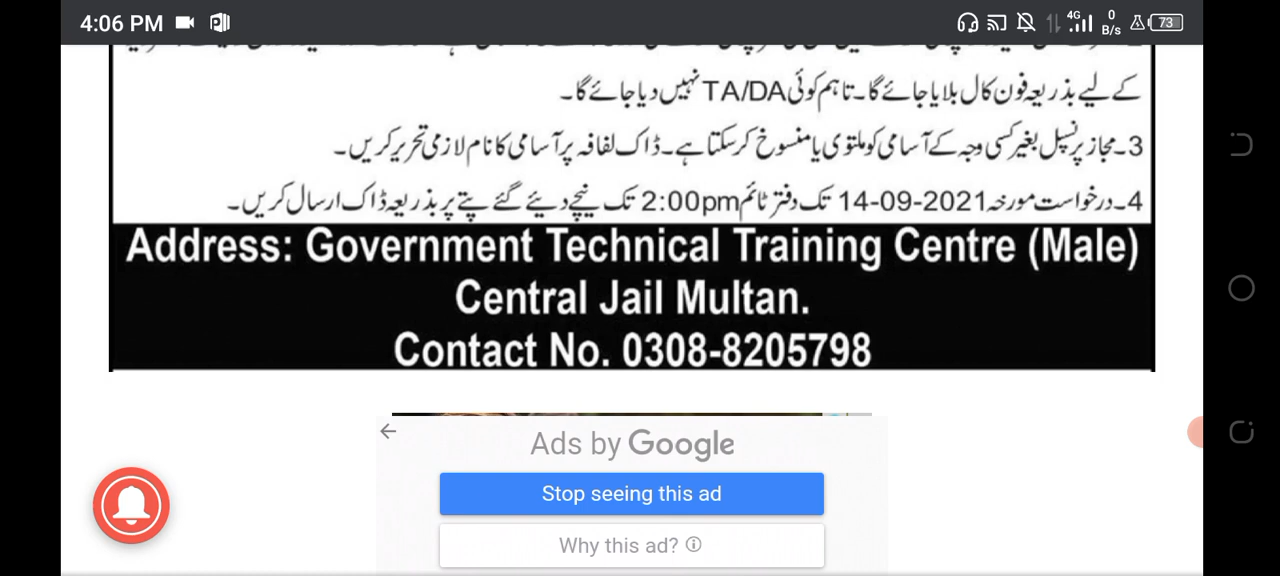 4:06 PM
4G 0 B/s 73
کے لیے بذریعہ فون کال بلایا جائے گا۔ تاہم کوئی TA/DA نہیں دیا جائے گا۔
3۔ مجاز پرنسپل بغیر کسی وجہ کے آسامی کو ملتوی یا منسوخ کر سکتا ہے۔ ڈاک لفافہ پر آسامی کا نام لازمی تحریر کریں۔
4۔ درخواست مورخہ 14-09-2021 تک دفتر ٹائم 2:00pm تک نیچے دیئے گئے پتے پر بذریعہ ڈاک ارسال کریں۔
Address: Government Technical Training Centre (Male)
Central Jail Multan.
Contact No. 0308-8205798
Ads by Google
Stop seeing this ad
Why this ad?